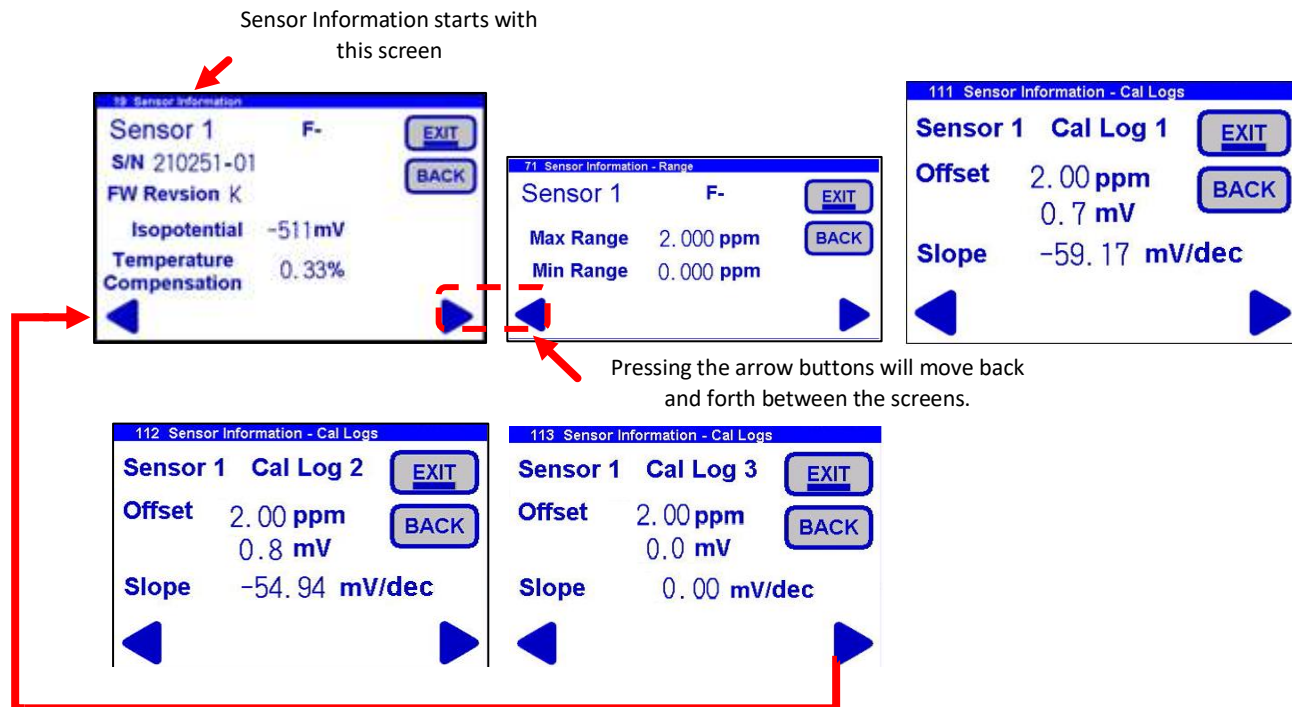 Sensor Information starts with
this screen
19 Sensor Information
Sensor 1 F- EXIT
S/N 210251-01
BACK
FW Revsion K
Isopotential -511mV
Temperature
Compensation 0.33%
71 Sensor Information - Range
Sensor 1 F- EXIT
Max Range 2.000 ppm BACK
Min Range 0.000 ppm
111 Sensor Information - Cal Logs
Sensor 1 Cal Log 1 EXIT
Offset 2.00 ppm BACK
0.7 mV
Slope -59.17 mV/dec
Pressing the arrow buttons will move back
and forth between the screens.
112 Sensor Information - Cal Logs
Sensor 1 Cal Log 2 EXIT
Offset 2.00 ppm BACK
0.8 mV
Slope -54.94 mV/dec
113 Sensor Information - Cal Logs
Sensor 1 Cal Log 3 EXIT
Offset 2.00 ppm BACK
0.0 mV
Slope 0.00 mV/dec